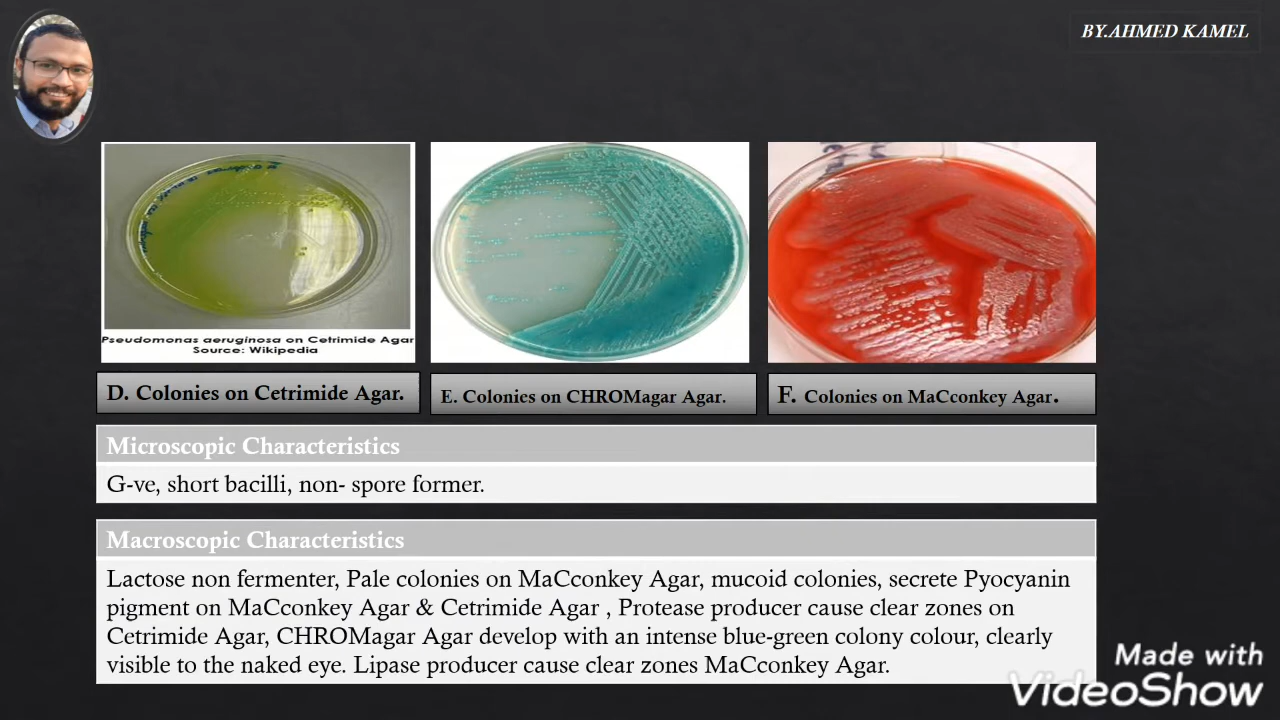 BY.AHMED KAMEL
Pseudomonas aeruginosa on Cetrimide Agar
Source: Wikipedia
D. Colonies on Cetrimide Agar.
E. Colonies on CHROMagar Agar.
F. Colonies on MaCconkey Agar.
Microscopic Characteristics
G-ve, short bacilli, non- spore former.
Macroscopic Characteristics
Lactose non fermenter, Pale colonies on MaCconkey Agar, mucoid colonies, secrete Pyocyanin
pigment on MaCconkey Agar & Cetrimide Agar , Protease producer cause clear zones on
Cetrimide Agar, CHROMagar Agar develop with an intense blue-green colony colour, clearly
visible to the naked eye. Lipase producer cause clear zones MaCconkey Agar.
Made with
VideoShow